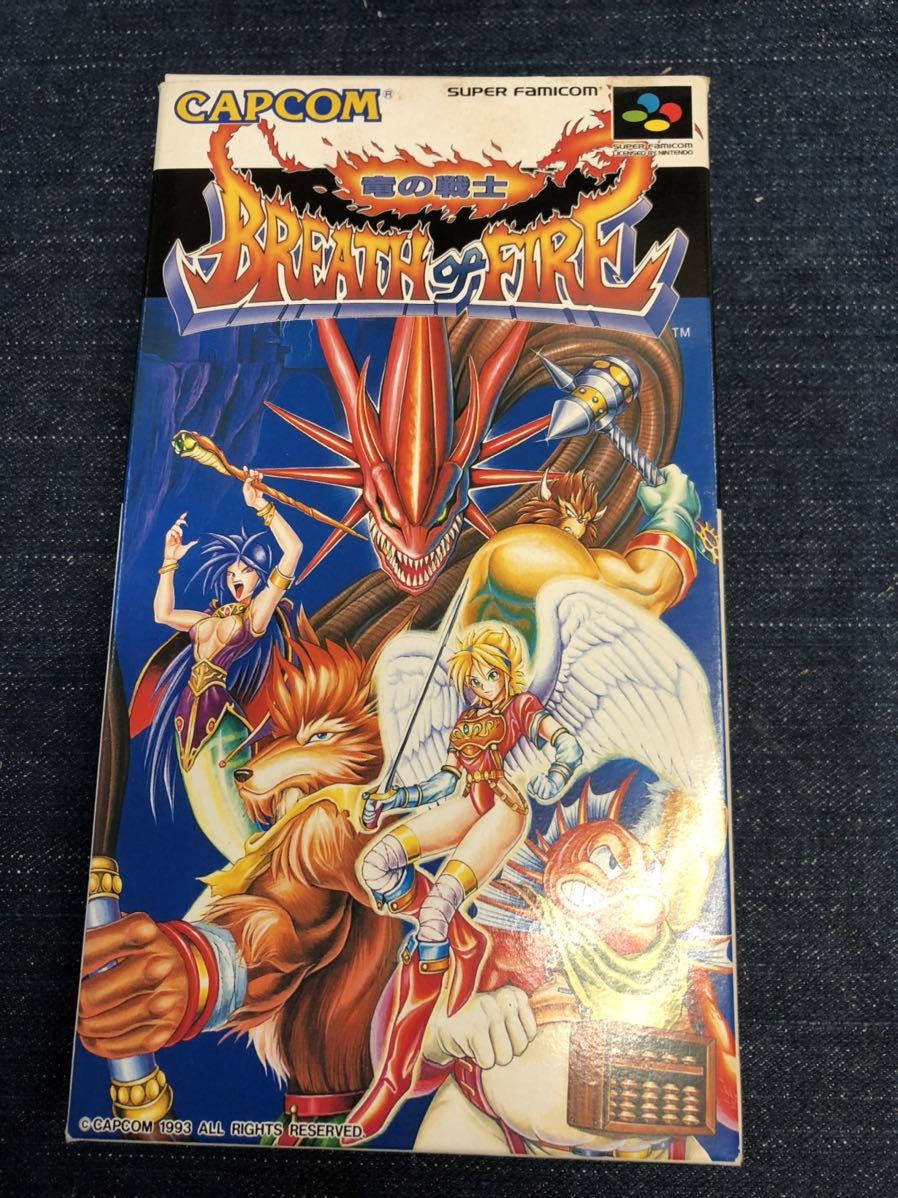 CAPCOM®
SUPER FAMICOM
SUPER FAMICOM
LICENSED BY NINTENDO
竜の戦士
BREATH of FIRE
TM
©CAPCOM 1993 ALL RIGHTS RESERVED.